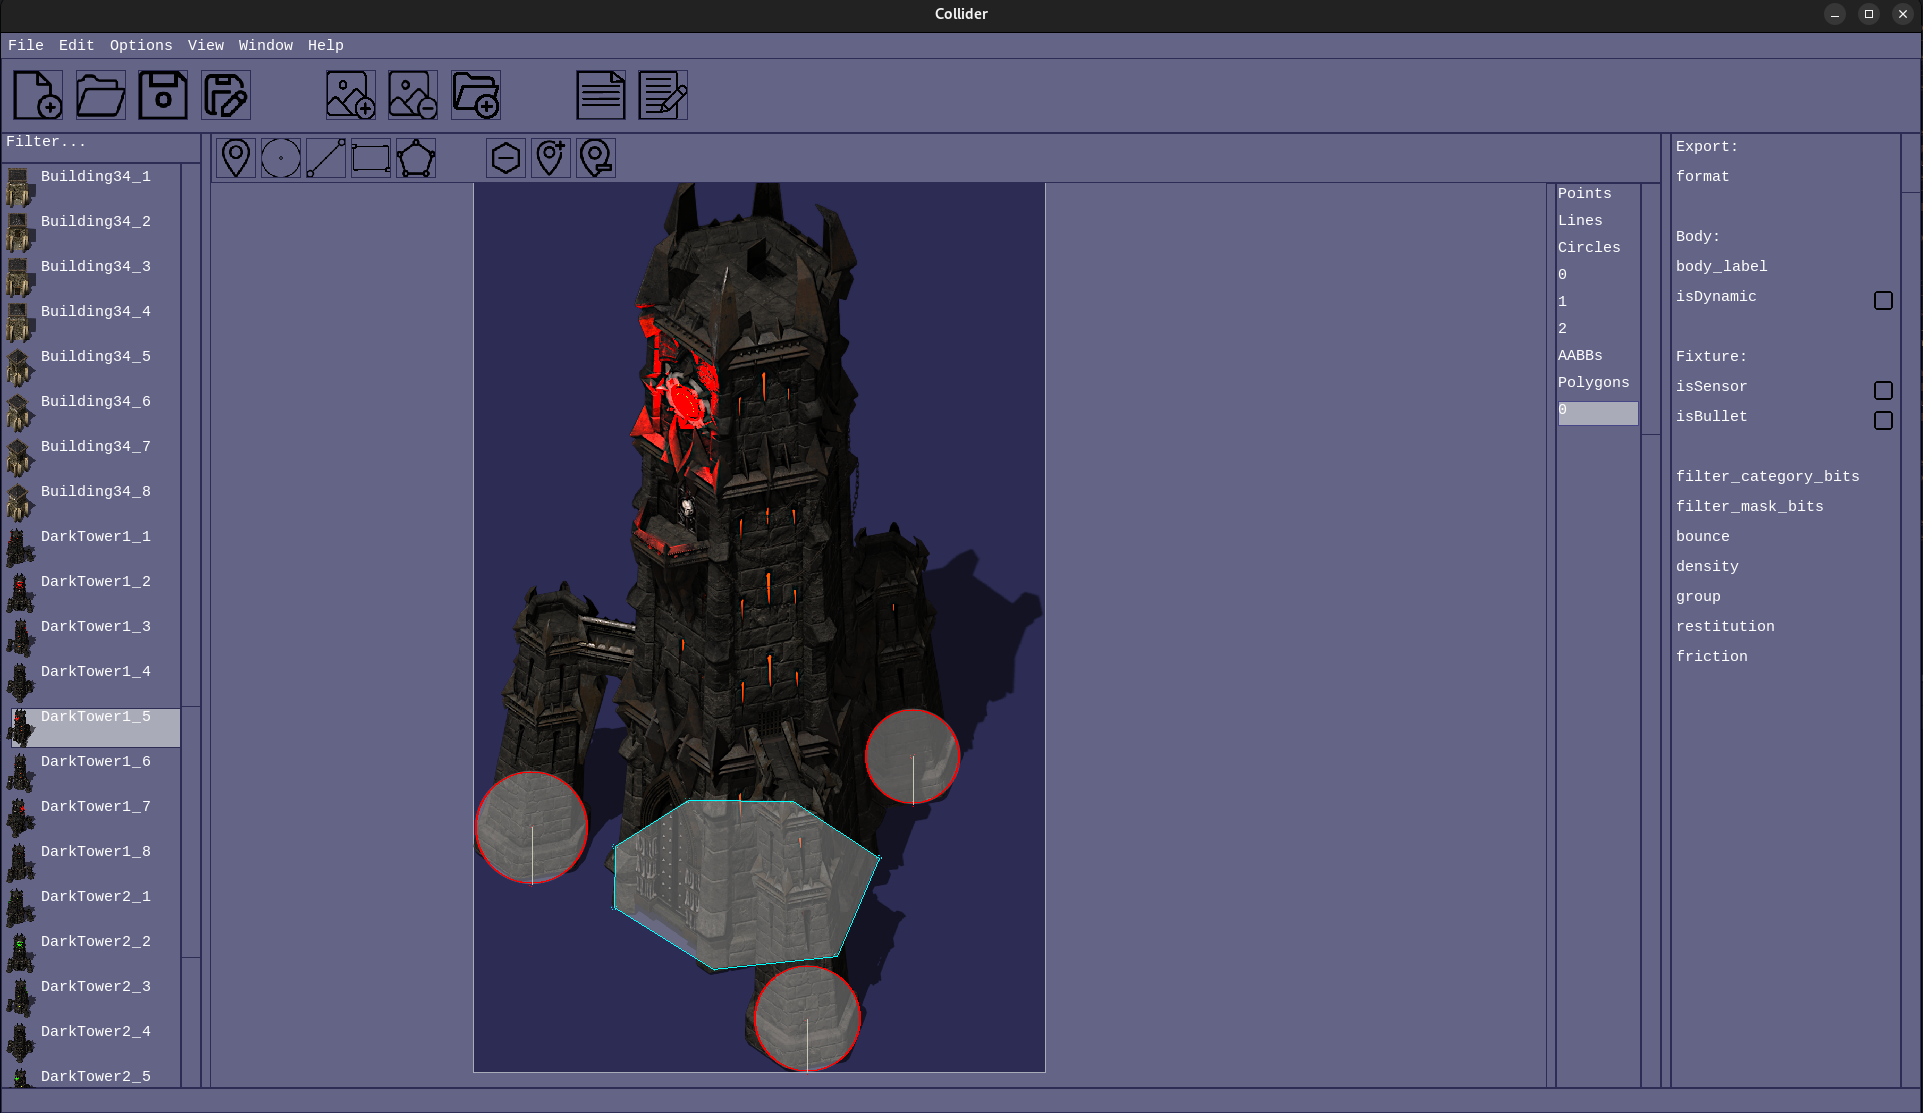 Collider
File Edit Options View Window Help
Filter...
Building34_1
Building34_2
Building34_3
Building34_4
Building34_5
Building34_6
Building34_7
Building34_8
DarkTower1_1
DarkTower1_2
DarkTower1_3
DarkTower1_4
DarkTower1_5
DarkTower1_6
DarkTower1_7
DarkTower1_8
DarkTower2_1
DarkTower2_2
DarkTower2_3
DarkTower2_4
DarkTower2_5
Points
Lines
Circles
0
1
2
AABBs
Polygons
0
Export:
format
Body:
body_label
isDynamic
Fixture:
isSensor
isBullet
filter_category_bits
filter_mask_bits
bounce
density
group
restitution
friction